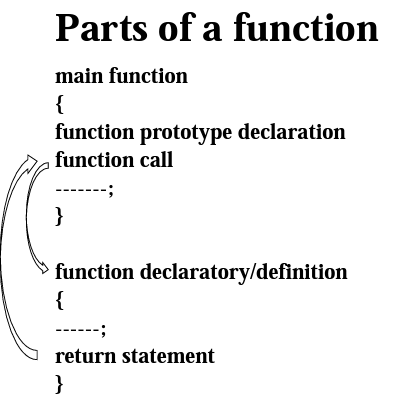 Parts of a function
main function
{
function prototype declaration
function call
-------;
}
function declaratory/definition
{
------;
return statement
}